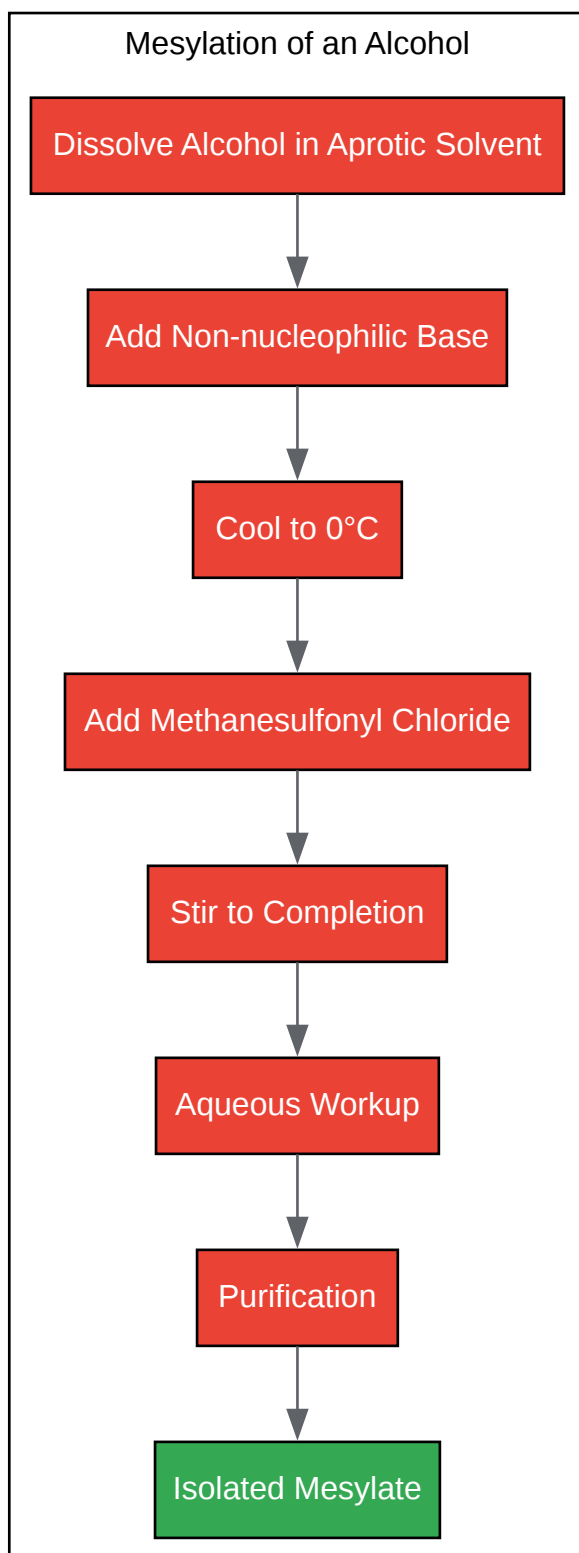 Mesylation of an Alcohol
Dissolve Alcohol in Aprotic Solvent
Add Non-nucleophilic Base
Cool to 0°C
Add Methanesulfonyl Chloride
Stir to Completion
Aqueous Workup
Purification
Isolated Mesylate